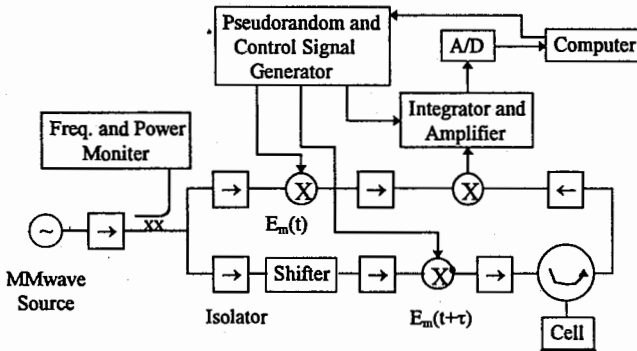 Pseudorandom and
Control Signal
Generator
A/D
Computer
Integrator and
Amplifier
Freq. and Power
Moniter
xx
X
X
E_m(t)
~
MMwave
Source
Shifter
X
Isolator
E_m(t+τ)
Cell